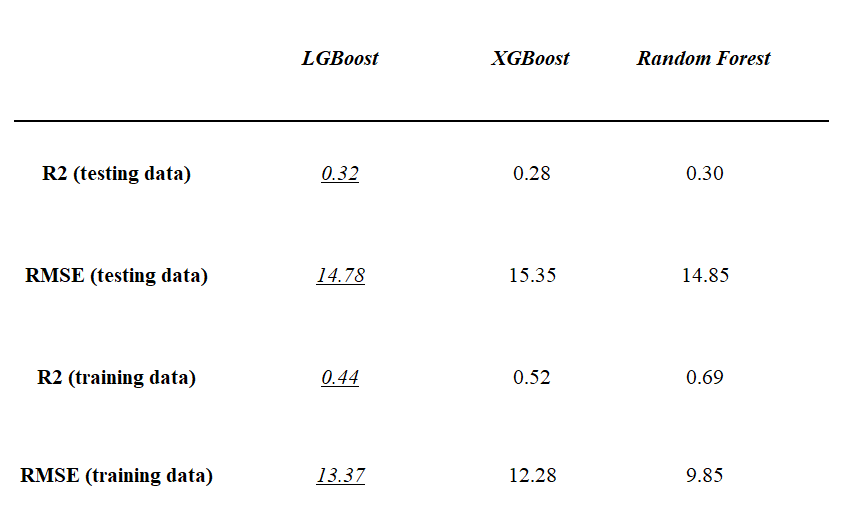 LGBoost XGBoost Random Forest
R2 (testing data) 0.32 0.28 0.30
RMSE (testing data) 14.78 15.35 14.85
R2 (training data) 0.44 0.52 0.69
RMSE (training data) 13.37 12.28 9.85